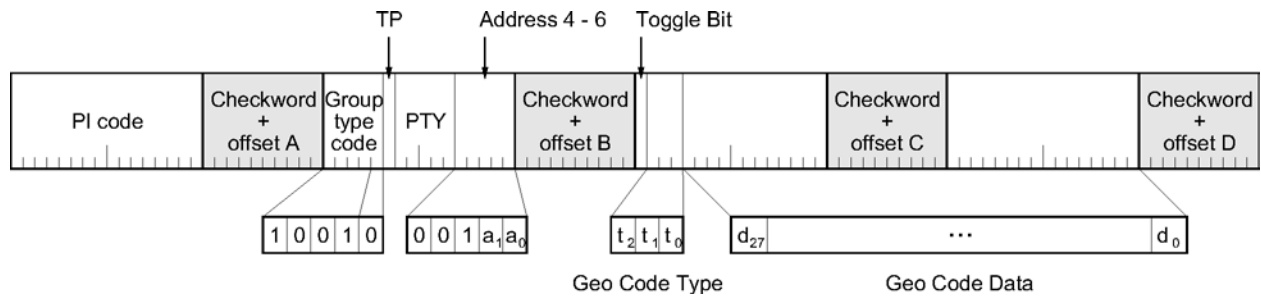 TP Address 4 - 6 Toggle Bit
PI code
Checkword + offset A
Group type code
PTY
Checkword + offset B
Checkword + offset C
Checkword + offset D
1 0 0 1 0
0 0 1 a1 a0
t2 t1 t0
d27 ... d0
Geo Code Type
Geo Code Data